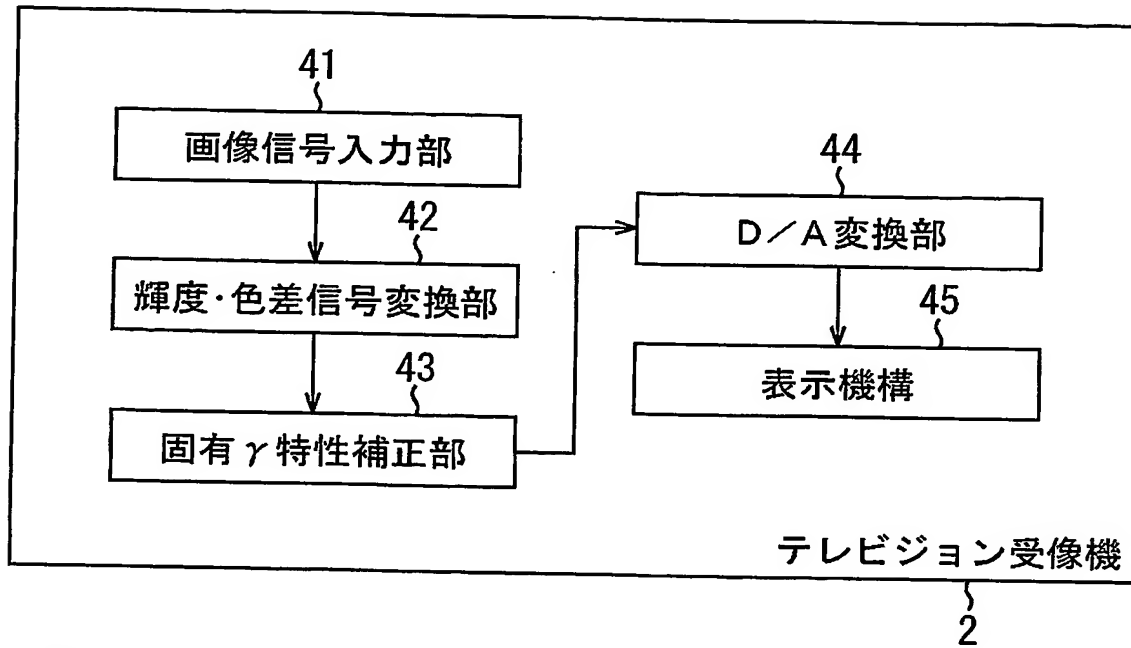 41
画像信号入力部
42
輝度・色差信号変換部
43
固有γ特性補正部
44
D/A変換部
45
表示機構
テレビジョン受像機
2